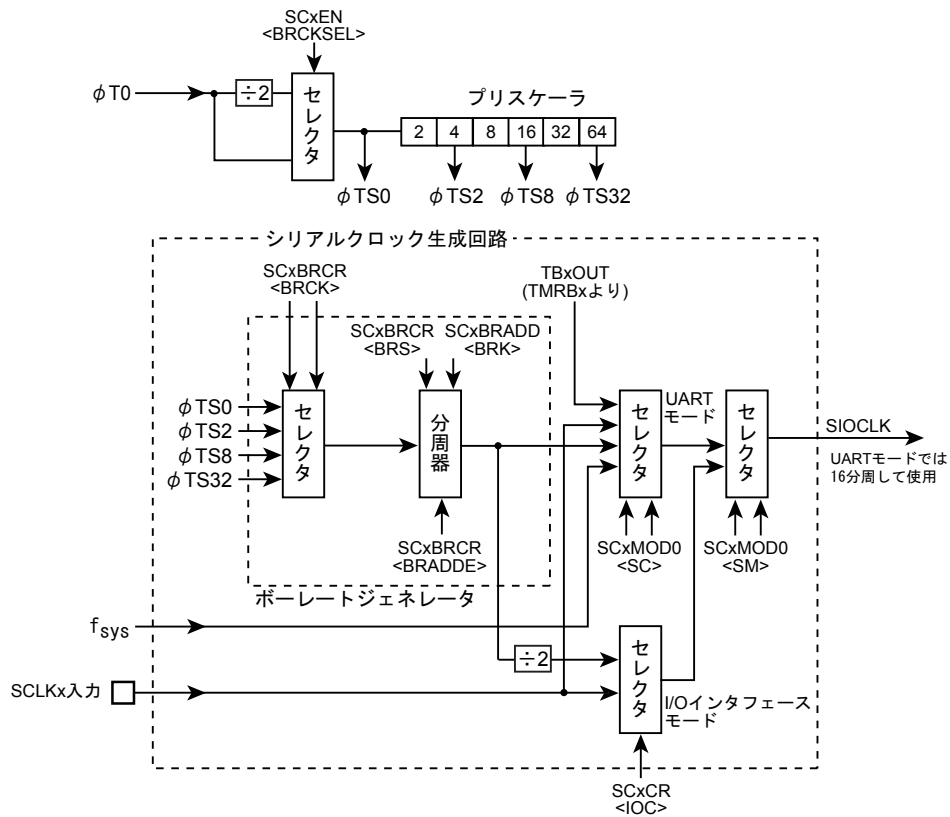 SCxEN
<BRCKSEL>
φT0
÷2
セレクタ
プリスケーラ
2 4 8 16 32 64
φTS0 φTS2 φTS8 φTS32
シリアルクロック生成回路
SCxBRCR
<BRCK>
TBxOUT
(TMRBxより)
SCxBRCR
<BRS>
SCxBRADD
<BRK>
φTS0
φTS2
φTS8
φTS32
セレクタ
分周器
セレクタ
UART
モード
セレクタ
SIOCLK
UARTモードでは
16分周して使用
SCxBRCR
<BRADDE>
SCxMOD0
<SC>
SCxMOD0
<SM>
ボーレートジェネレータ
fsys
÷2
セレクタ
SCLKx入力
I/Oインタフェース
モード
SCxCR
<IOC>